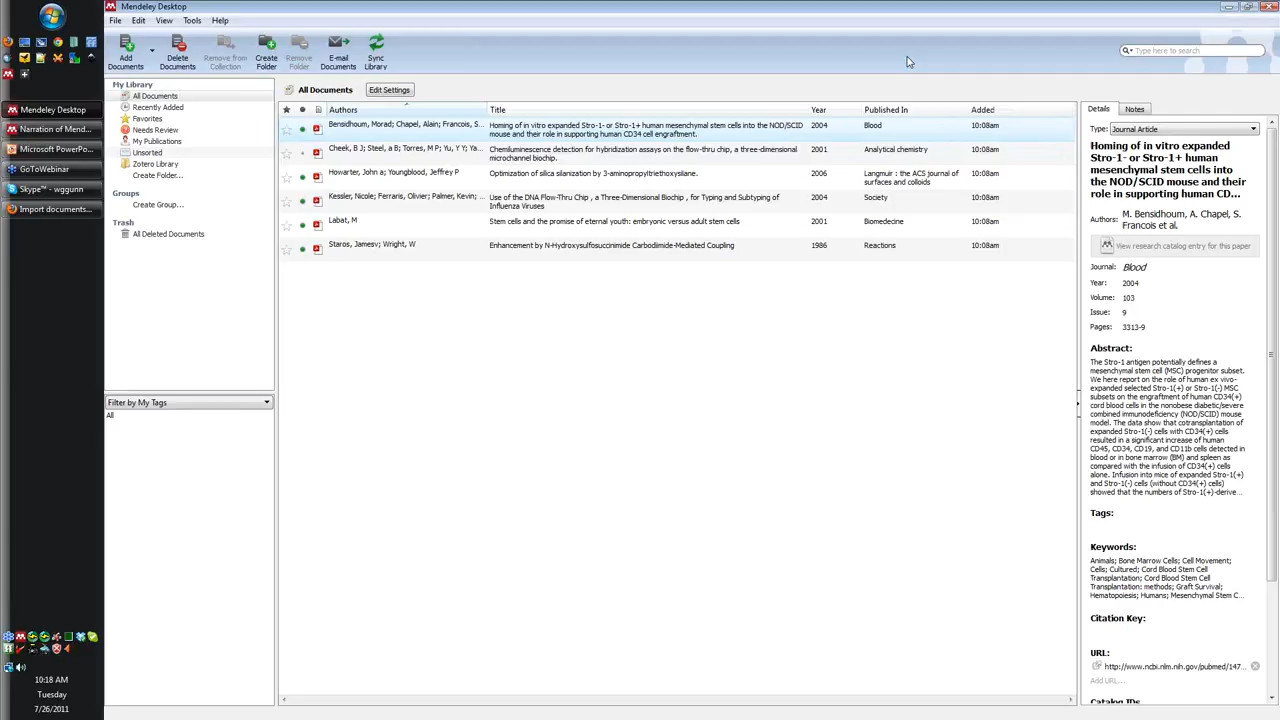 Mendeley Desktop
File Edit View Tools Help
Add Documents
Delete Documents
Remove from Collection
Create Folder
Remove Folder
E-mail Documents
Sync Library
Type here to search
My Library
All Documents
Recently Added
Favorites
Needs Review
My Publications
Unsorted
Zotero Library
Create Folder...
Groups
Create Group...
Trash
All Deleted Documents
Filter by My Tags
All
Mendeley Desktop
Narration of Mend...
Microsoft PowerPo...
GoToWebinar
Skype™ - wggunn
Import documents...
10:18 AM
Tuesday
7/26/2011
All Documents Edit Settings
Authors Title Year Published In Added
Bensidhoum, Morad; Chapel, Alain; Francois, S... Homing of in vitro expanded Stro-1- or Stro-1+ human mesenchymal stem cells into the NOD/SCID 2004 Blood 10:08am
mouse and their role in supporting human CD34 cell engraftment.
Cheek, B J; Steel, a B; Torres, M P; Yu, Y Y; Ya... Chemiluminescence detection for hybridization assays on the flow-thru chip, a three-dimensional 2001 Analytical chemistry 10:08am
microchannel biochip.
Howarter, John a; Youngblood, Jeffrey P Optimization of silica silanization by 3-aminopropyltriethoxysilane. 2006 Langmuir : the ACS journal of 10:08am
surfaces and colloids
Kessler, Nicole; Ferraris, Olivier; Palmer, Kevin; ... Use of the DNA Flow-Thru Chip , a Three-Dimensional Biochip , for Typing and Subtyping of 2004 Society 10:08am
Influenza Viruses
Labat, M Stem cells and the promise of eternal youth: embryonic versus adult stem cells 2001 Biomedecine 10:08am
Staros, Jamesv; Wright, W Enhancement by N-Hydroxysulfosuccinimide Carbodimide-Mediated Coupling 1986 Reactions 10:08am
Details Notes
Type: Journal Article
Homing of in vitro expanded
Stro-1- or Stro-1+ human
mesenchymal stem cells into
the NOD/SCID mouse and their
role in supporting human CD...
Authors: M. Bensidhoum, A. Chapel, S.
Francois et al.
View research catalog entry for this paper
Journal: Blood
Year: 2004
Volume: 103
Issue: 9
Pages: 3313-9
Abstract:
The Stro-1 antigen potentially defines a
mesenchymal stem cell (MSC) progenitor subset.
We here report on the role of human ex vivo-
expanded selected Stro-1(+) or Stro-1(-) MSC
subsets on the engraftment of human CD34(+)
cord blood cells in the nonobese diabetic/severe
combined immunodeficiency (NOD/SCID) mouse
model. The data show that cotransplantation of
expanded Stro-1(-) cells with CD34(+) cells
resulted in a significant increase of human
CD45, CD34, CD19, and CD11b cells detected in
blood or in bone marrow (BM) and spleen as
compared with the infusion of CD34(+) cells
alone. Infusion into mice of expanded Stro-1(+)
and Stro-1(-) cells (without CD34(+) cells)
showed that the numbers of Stro-1(+)-derive...
Tags:
Keywords:
Animals; Bone Marrow Cells; Cell Movement;
Cells; Cultured; Cord Blood Stem Cell
Transplantation; Cord Blood Stem Cell
Transplantation: methods; Graft Survival;
Hematopoiesis; Humans; Mesenchymal Stem C...
Citation Key:
URL:
http://www.ncbi.nlm.nih.gov/pubmed/147...
Add URL...
Catalog IDs